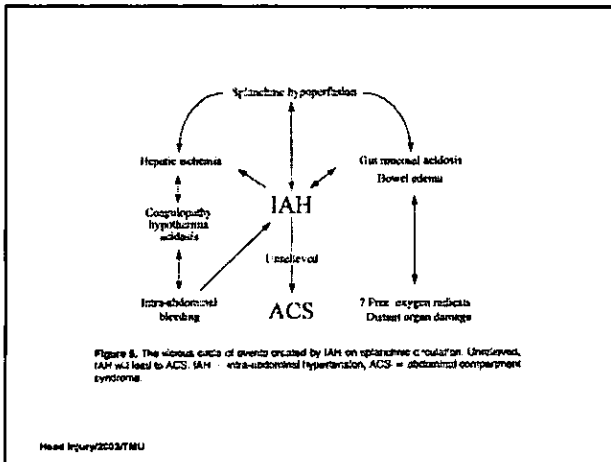 Splanchnic hypoperfusion
Hepatic ischemia
Gut mucosal acidosis
Bowel edema
IAH
Coagulopathy
hypothermia
acidosis
Unrelieved
Intra-abdominal
bleeding
ACS
? Free oxygen radicals
Distant organ damage
Figure 5. The vicious circle of events created by IAH on splanchnic circulation. Unrelieved,
IAH will lead to ACS. IAH = intra-abdominal hypertension, ACS = abdominal compartment
syndrome.
Head Injury/2003/TMU